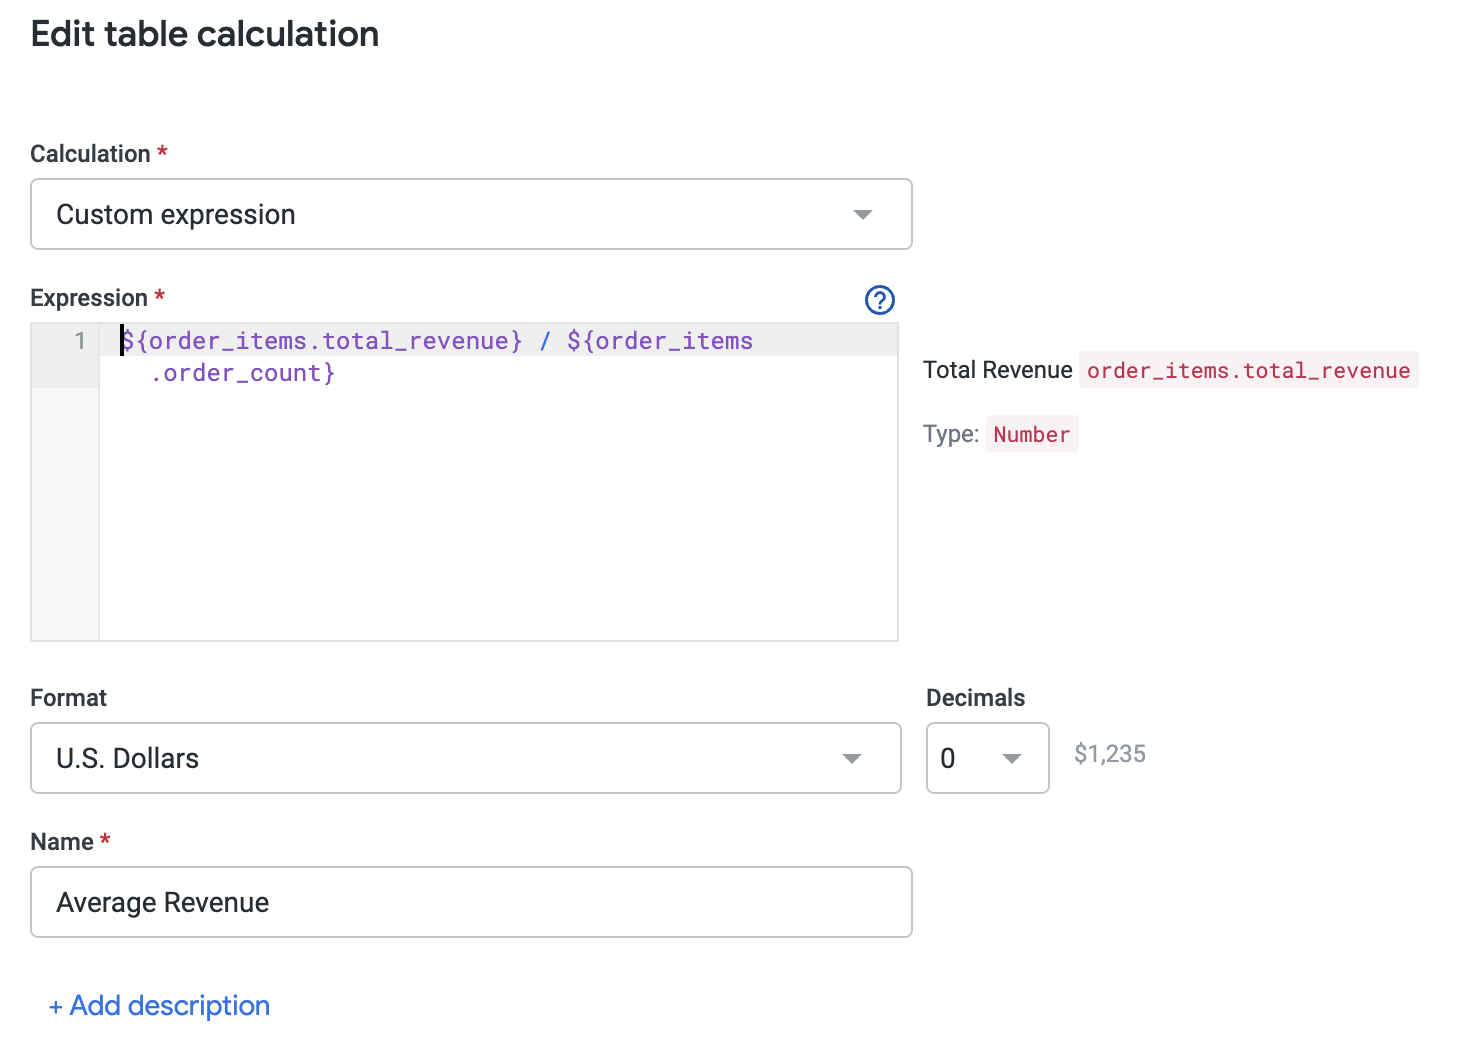 Edit table calculation
Calculation *
Custom expression
Expression *
?
1 ${order_items.total_revenue} / ${order_items
.order_count}
Total Revenue order_items.total_revenue
Type: Number
Format
Decimals
U.S. Dollars
0
$1,235
Name *
Average Revenue
+ Add description